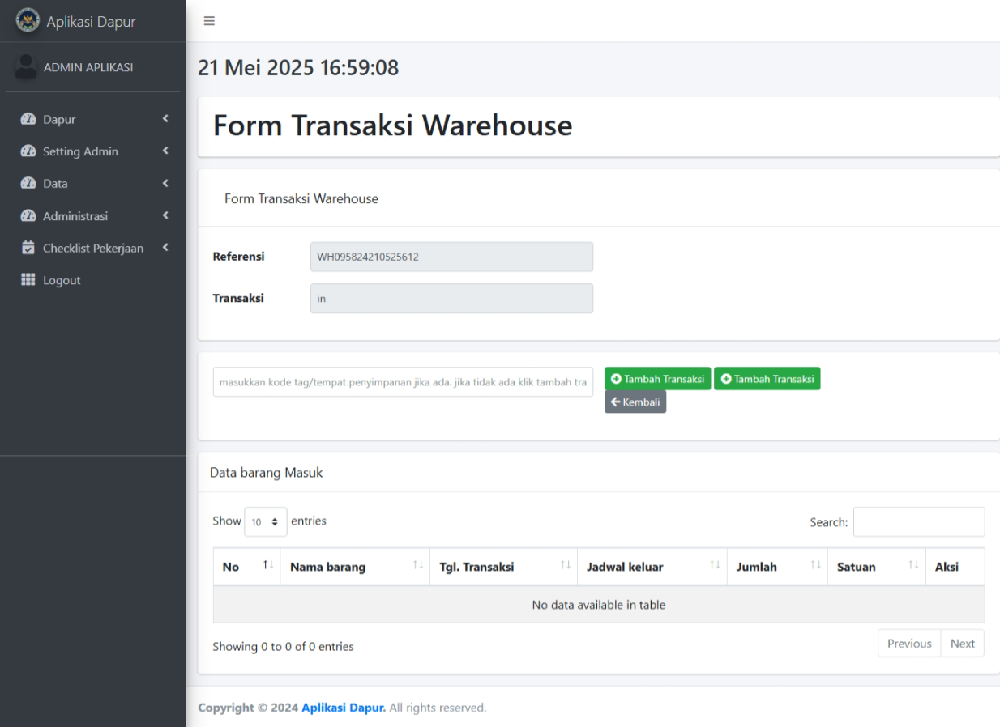 Aplikasi Dapur
ADMIN APLIKASI
Dapur
Setting Admin
Data
Administrasi
Checklist Pekerjaan
Logout
21 Mei 2025 16:59:08
Form Transaksi Warehouse
Form Transaksi Warehouse
Referensi WH095824210525612
Transaksi in
masukkan kode tag/tempat penyimpanan jika ada, jika tidak ada klik tambah tra Tambah Transaksi Tambah Transaksi
Kembali
Data barang Masuk
Show 10 entries Search:
No Nama barang Tgl. Transaksi Jadwal keluar Jumlah Satuan Aksi
No data available in table
Showing 0 to 0 of 0 entries Previous Next
Copyright © 2024 Aplikasi Dapur. All rights reserved.